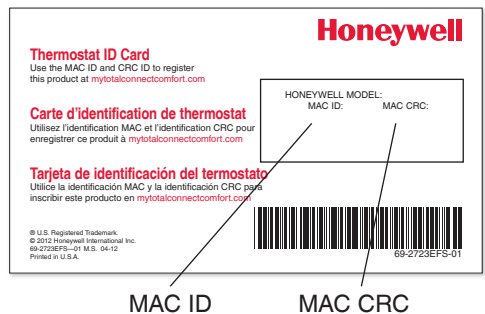 Honeywell
Thermostat ID Card
Use the MAC ID and CRC ID to register
this product at mytotalconnectcomfort.com
HONEYWELL MODEL:
MAC ID: MAC CRC:
Carte d'identification de thermostat
Utilisez l'identification MAC et l'identification CRC pour
enregistrer ce produit à mytotalconnectcomfort.com
Tarjeta de identificación del termostato
Utilice la identificación MAC y la identificación CRC para
inscribir este producto en mytotalconnectcomfort.com
® U.S. Registered Trademark.
© 2012 Honeywell International Inc.
69-2723EFS—01 M.S. 04-12
Printed in U.S.A.
69-2723EFS-01
MAC ID MAC CRC